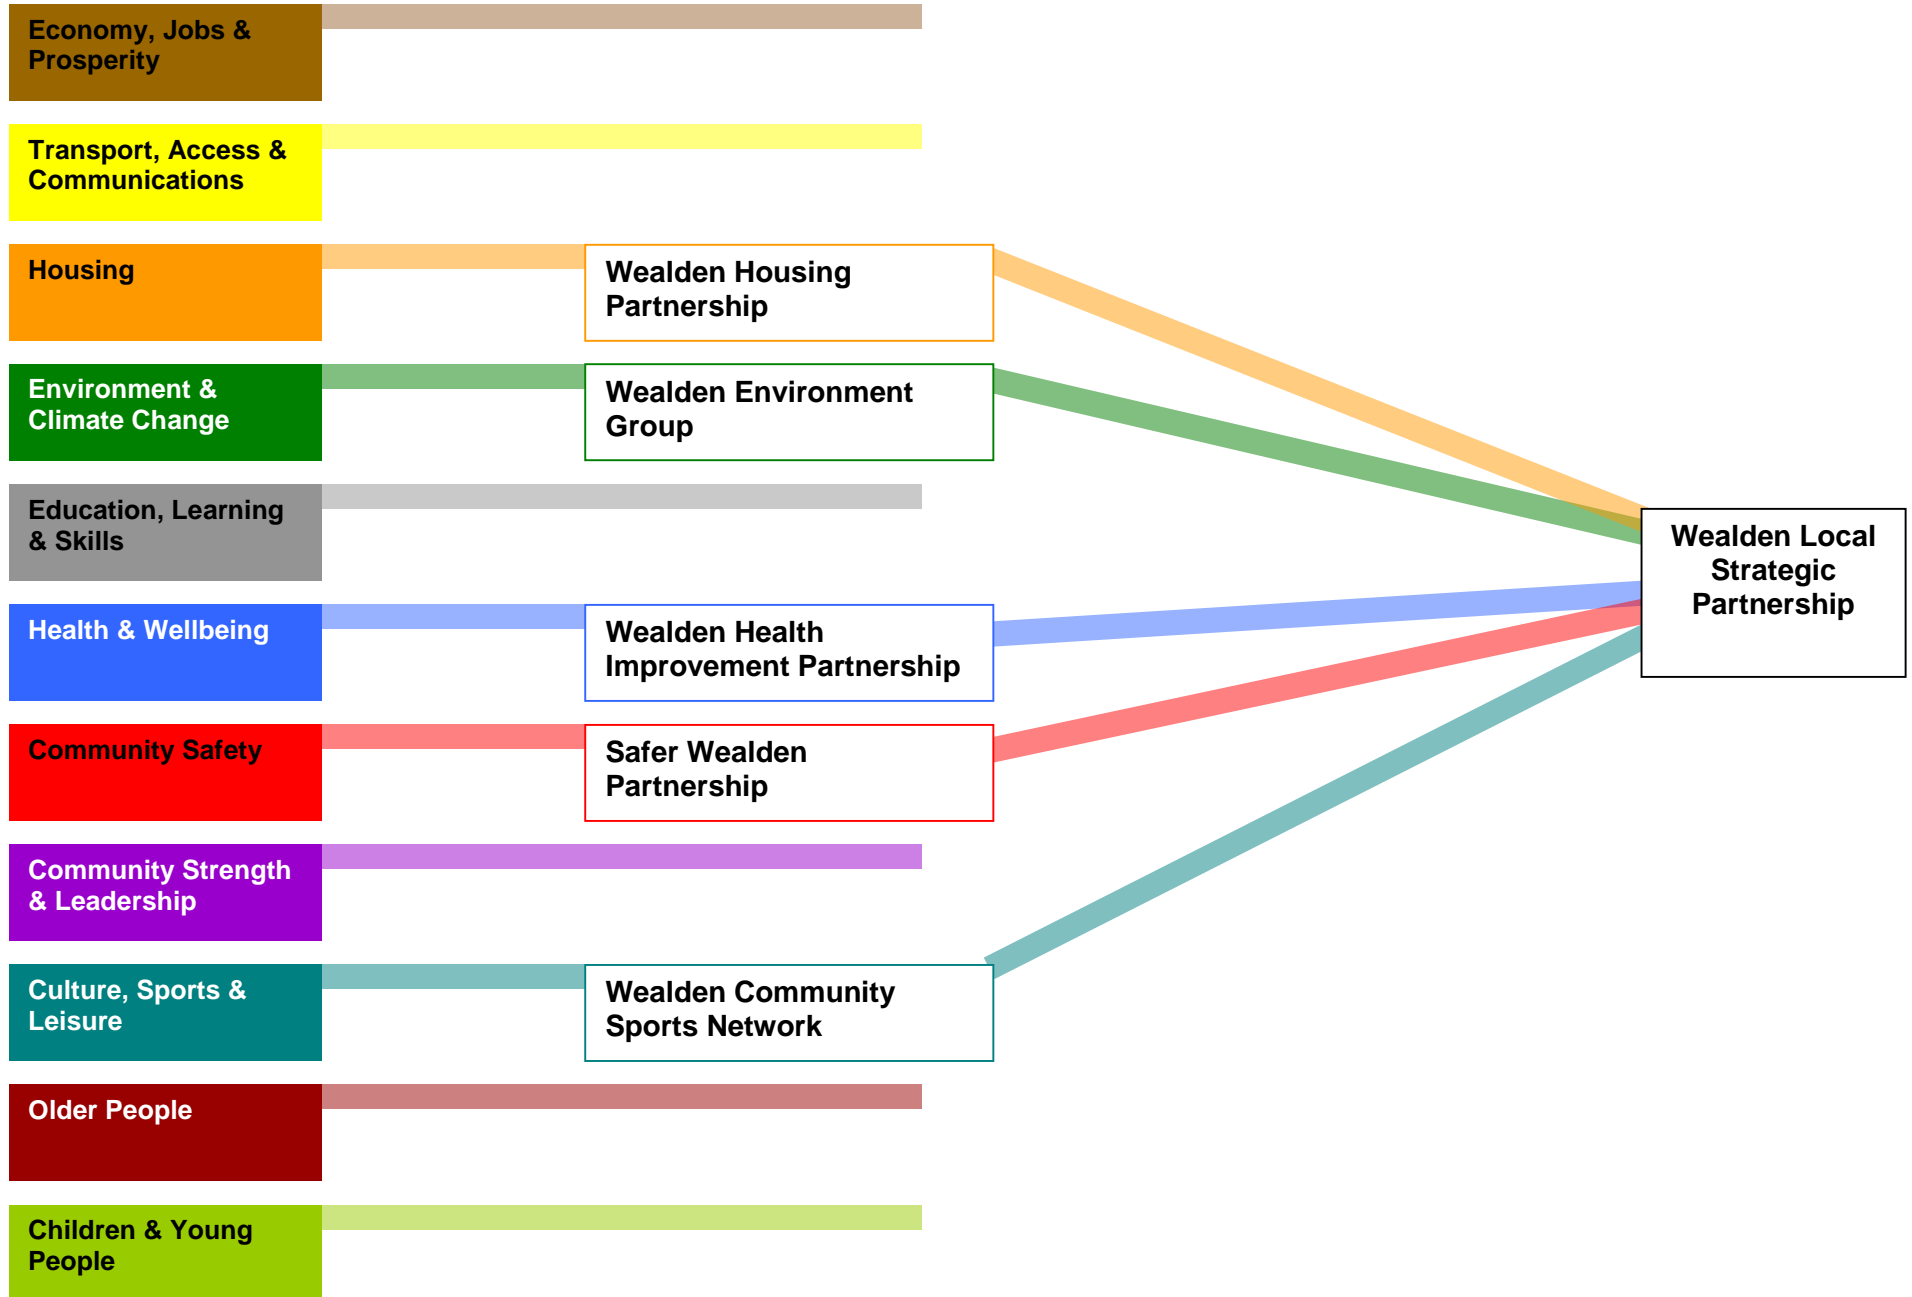 Economy, Jobs &
Prosperity
Transport, Access &
Communications
Housing
Wealden Housing
Partnership
Environment &
Climate Change
Wealden Environment
Group
Education, Learning
& Skills
Wealden Local
Strategic
Partnership
Health & Wellbeing
Wealden Health
Improvement Partnership
Community Safety
Safer Wealden
Partnership
Community Strength
& Leadership
Culture, Sports &
Leisure
Wealden Community
Sports Network
Older People
Children & Young
People